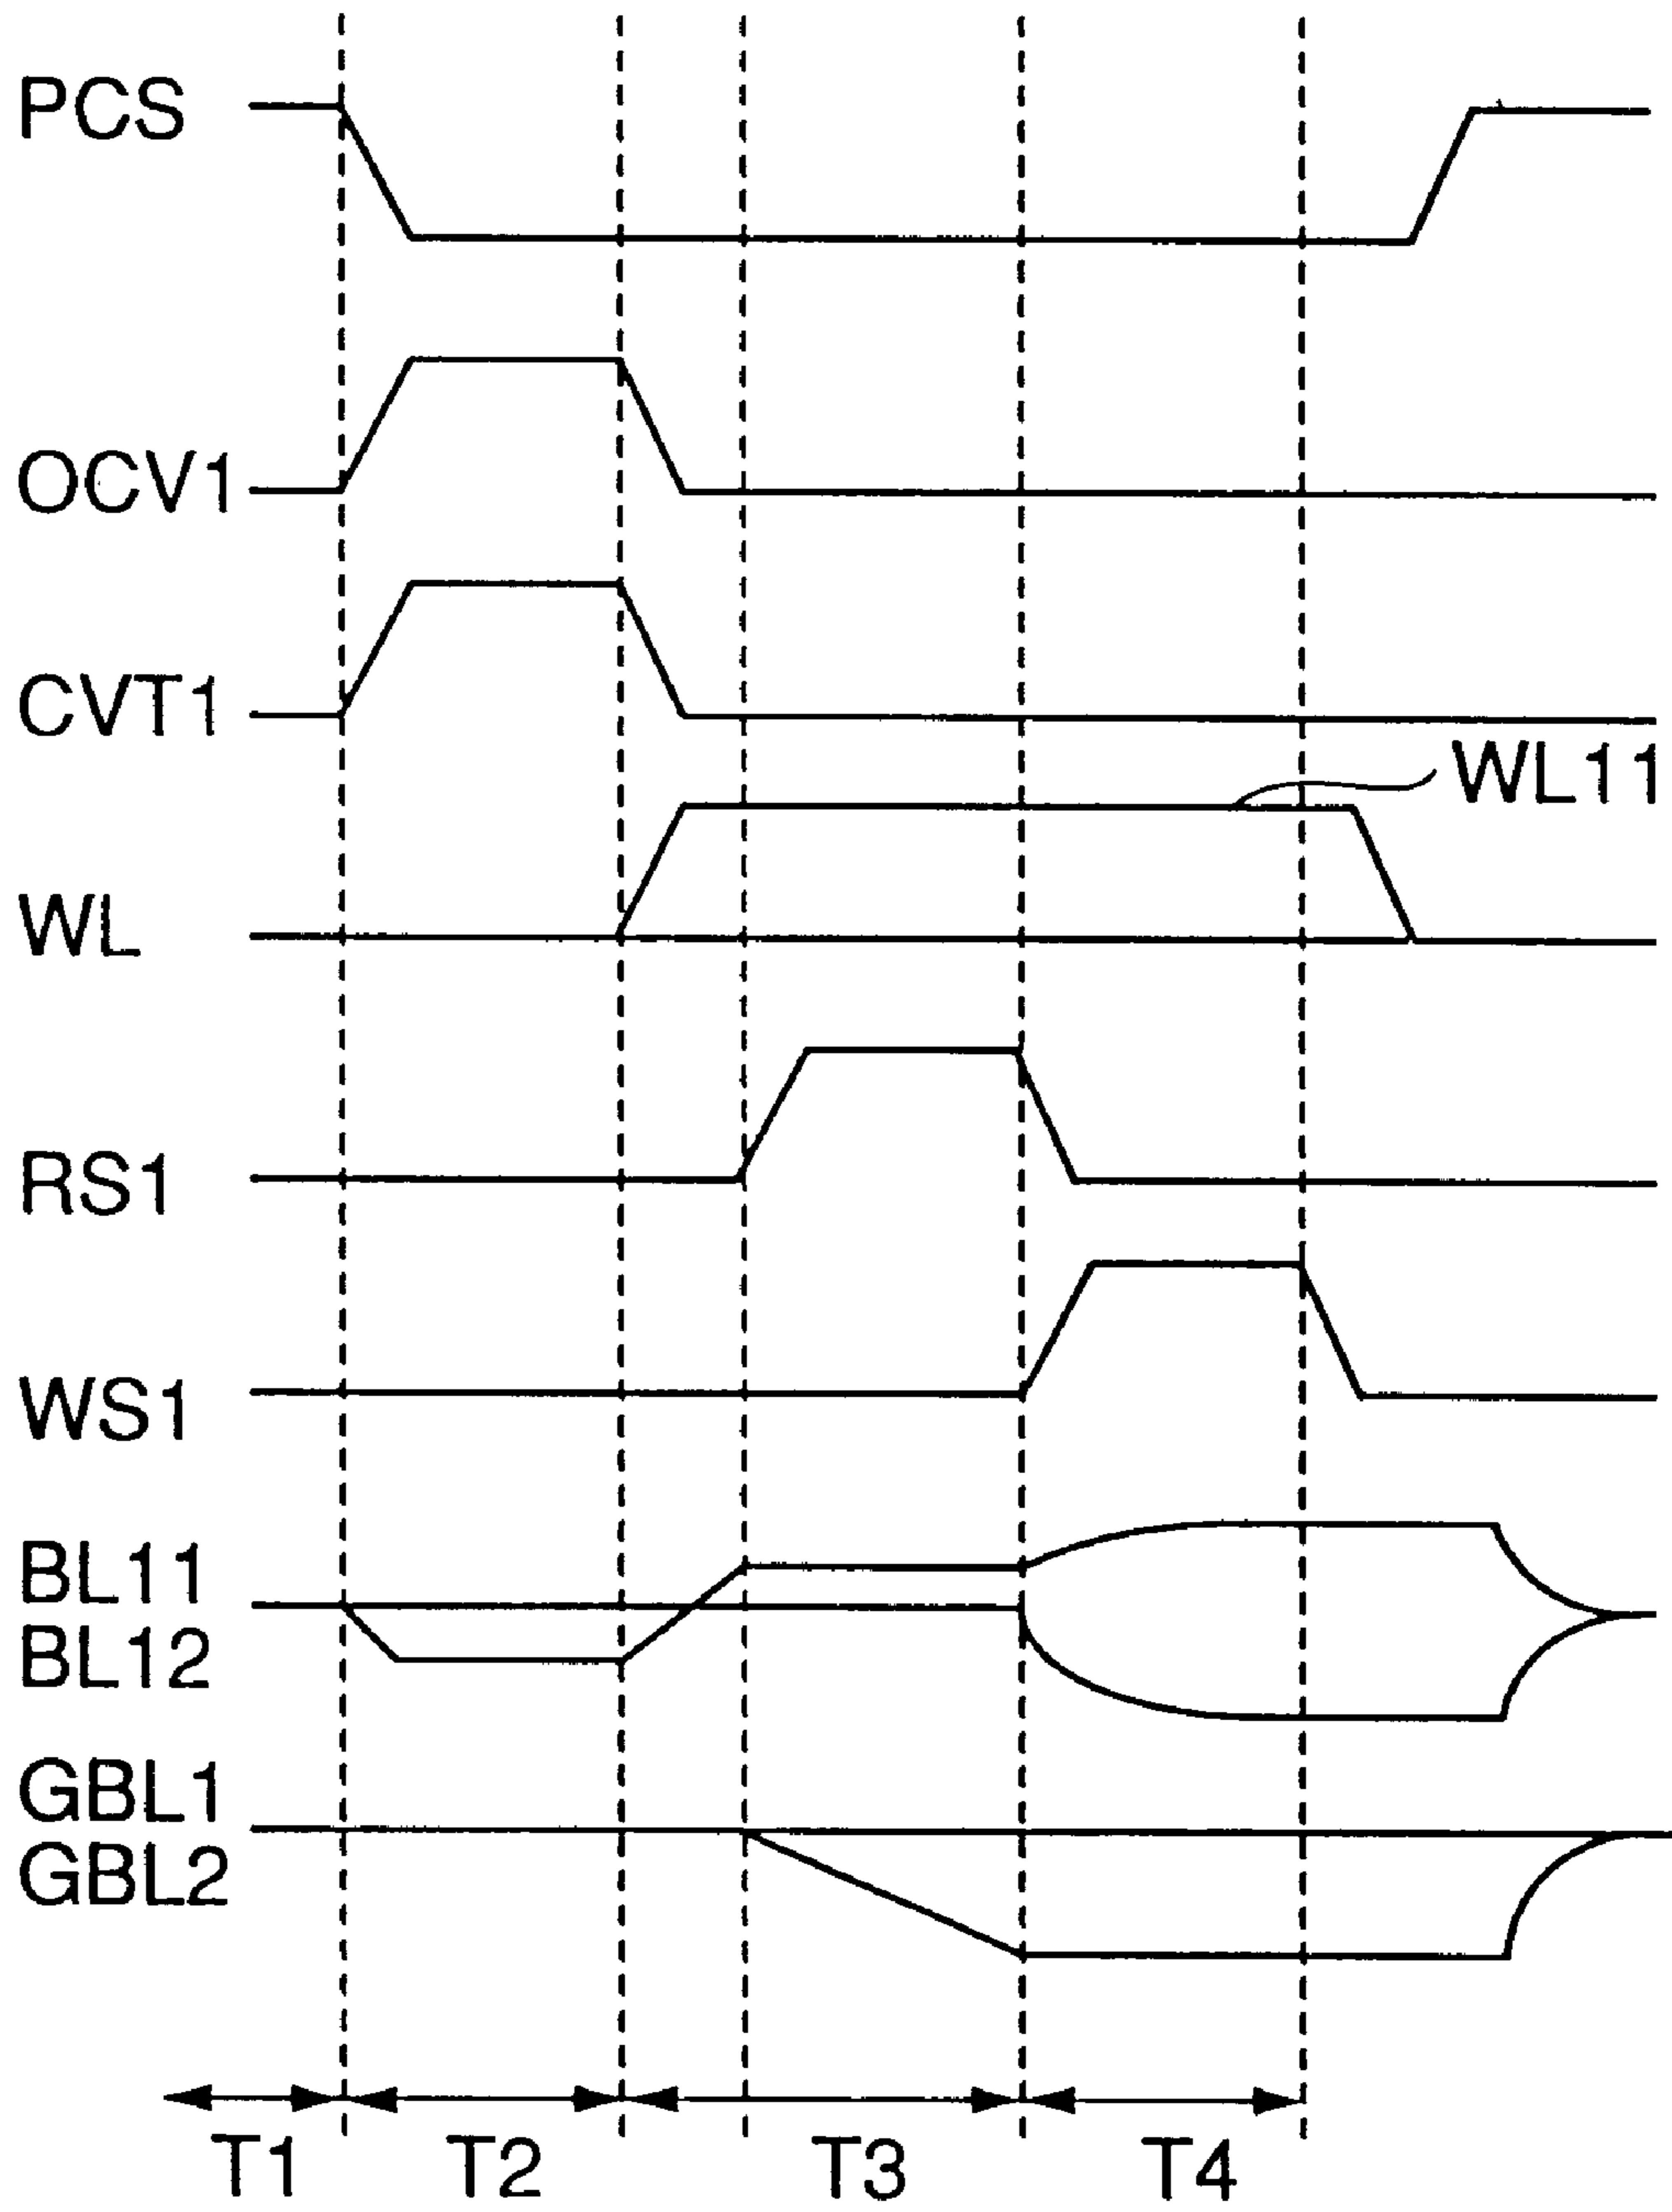 PCS
OCV1
CVT1
WL11
WL
RS1
WS1
BL11
BL12
GBL1
GBL2
T1 T2 T3 T4